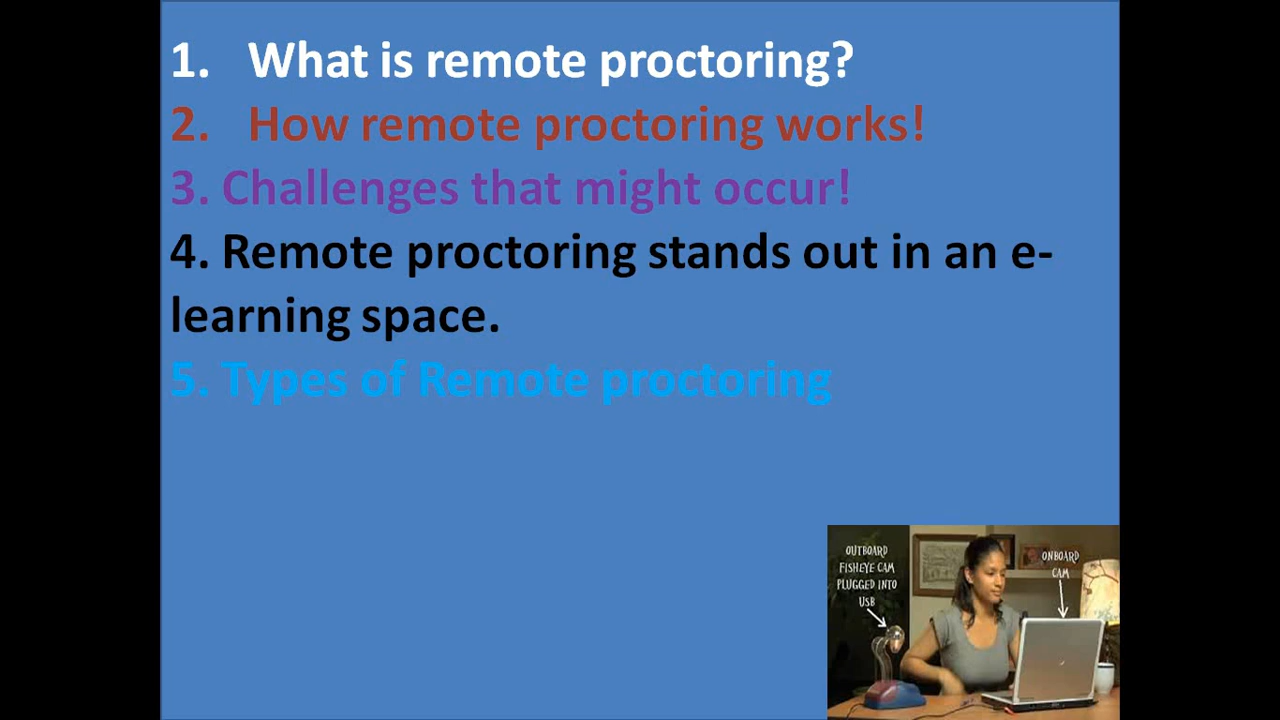 1. What is remote proctoring?
2. How remote proctoring works!
3. Challenges that might occur!
4. Remote proctoring stands out in an e-
learning space.
5. Types of Remote proctoring
OUTBOARD
FISHEYE CAM
PLUGGED INTO
USB
ONBOARD
CAM